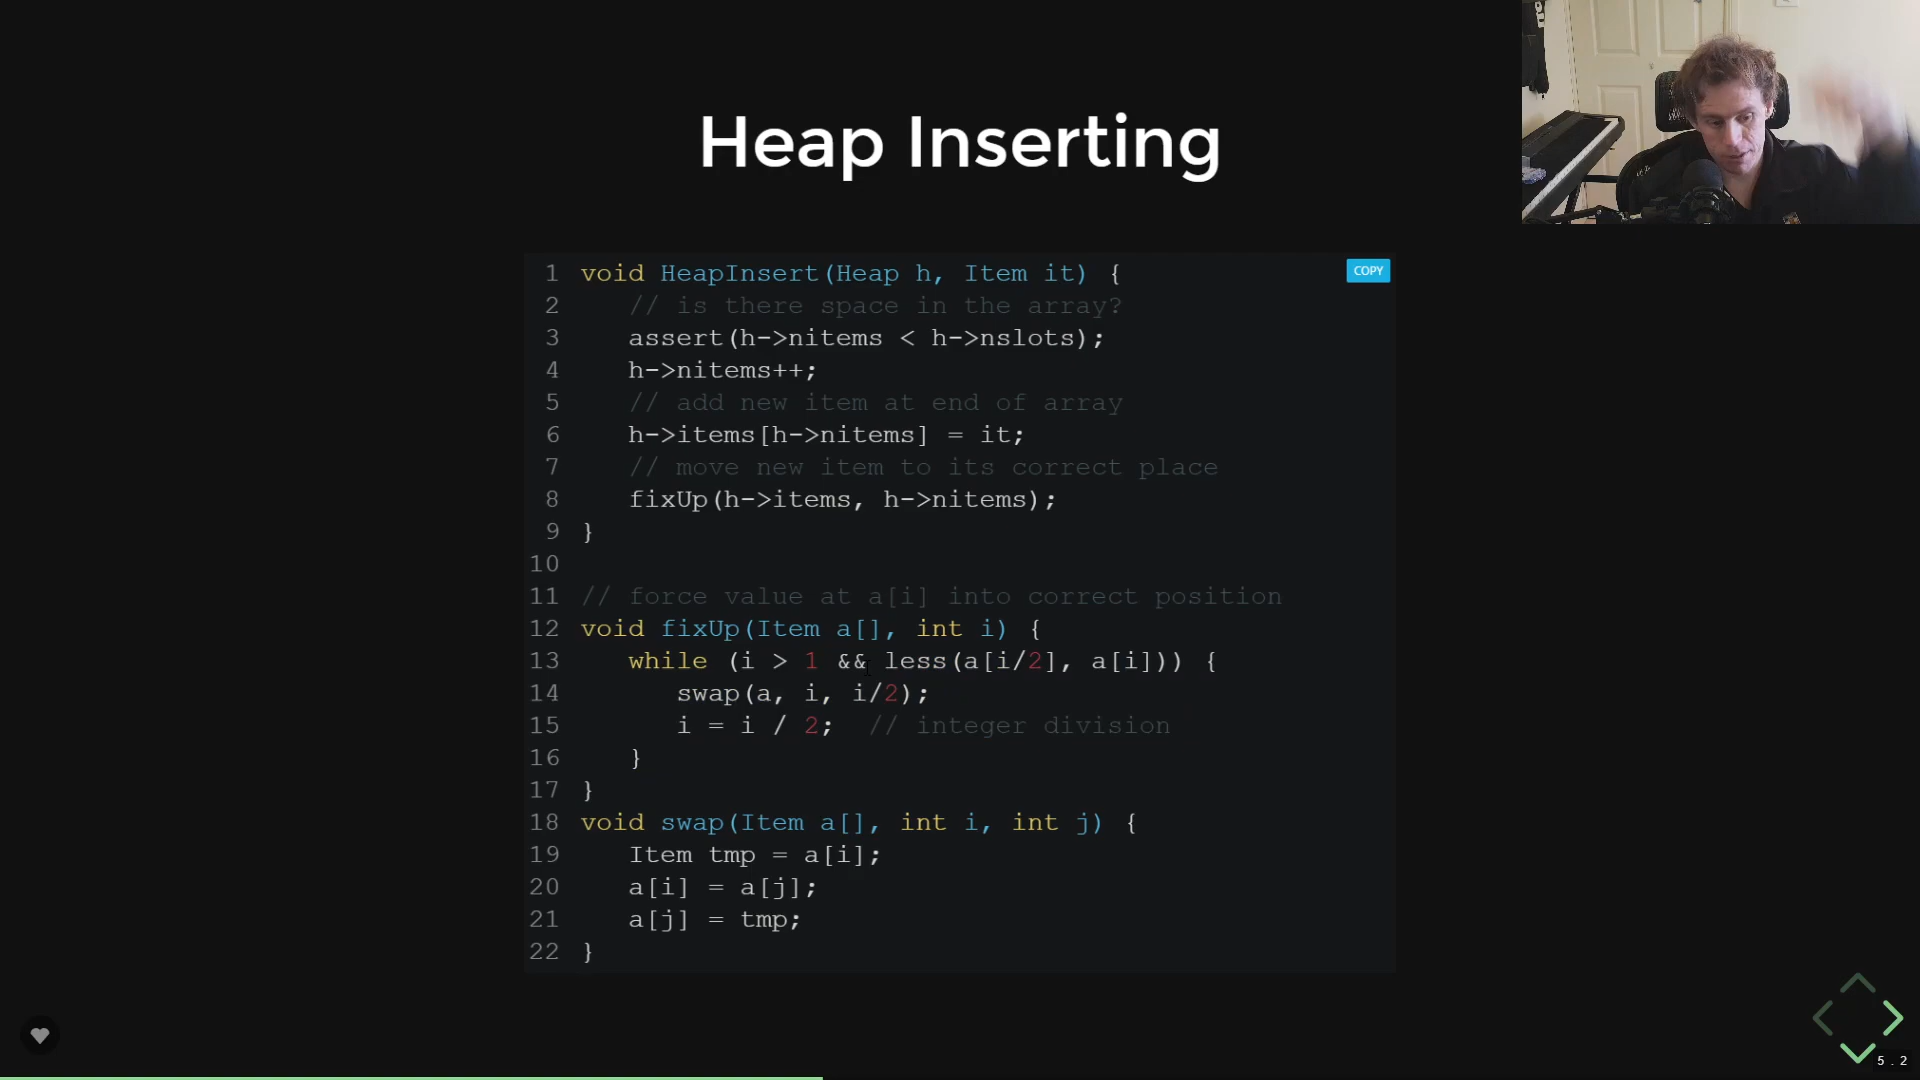 Heap Inserting
COPY
1 void HeapInsert(Heap h, Item it) {
2 // is there space in the array?
3 assert(h->nitems < h->nslots);
4 h->nitems++;
5 // add new item at end of array
6 h->items[h->nitems] = it;
7 // move new item to its correct place
8 fixUp(h->items, h->nitems);
9 }
10
11 // force value at a[i] into correct position
12 void fixUp(Item a[], int i) {
13 while (i > 1 && less(a[i/2], a[i])) {
14 swap(a, i, i/2);
15 i = i / 2; // integer division
16 }
17 }
18 void swap(Item a[], int i, int j) {
19 Item tmp = a[i];
20 a[i] = a[j];
21 a[j] = tmp;
22 }
5.2